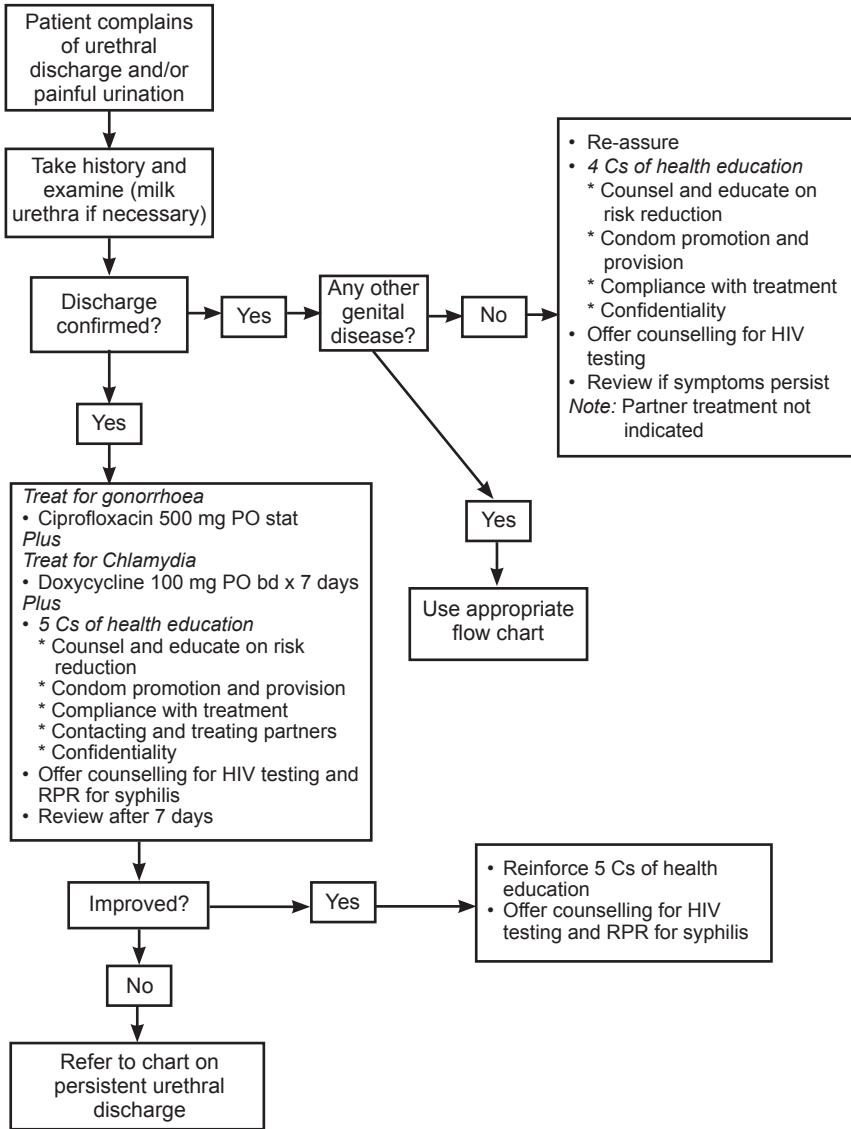 Patient complains
of urethral
discharge and/or
painful urination
Take history and
examine (milk
urethra if necessary)
Discharge
confirmed?
Yes
Any other
genital
disease?
No
• Re-assure
• 4 Cs of health education
* Counsel and educate on
risk reduction
* Condom promotion and
provision
* Compliance with treatment
* Confidentiality
• Offer counselling for HIV
testing
• Review if symptoms persist
Note: Partner treatment not
indicated
Yes
Yes
Use appropriate
flow chart
Treat for gonorrhoea
• Ciprofloxacin 500 mg PO stat
Plus
Treat for Chlamydia
• Doxycycline 100 mg PO bd x 7 days
Plus
• 5 Cs of health education
* Counsel and educate on risk
reduction
* Condom promotion and provision
* Compliance with treatment
* Contacting and treating partners
* Confidentiality
• Offer counselling for HIV testing and
RPR for syphilis
• Review after 7 days
Improved?
Yes
• Reinforce 5 Cs of health
education
• Offer counselling for HIV
testing and RPR for syphilis
No
Refer to chart on
persistent urethral
discharge